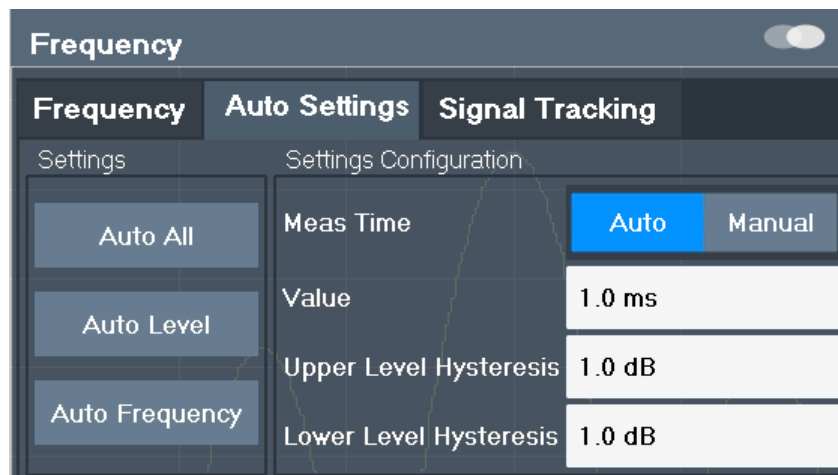 Frequency
Frequency Auto Settings Signal Tracking
Settings Settings Configuration
Auto All Meas Time Auto Manual
Auto Level Value 1.0 ms
Upper Level Hysteresis 1.0 dB
Auto Frequency Lower Level Hysteresis 1.0 dB